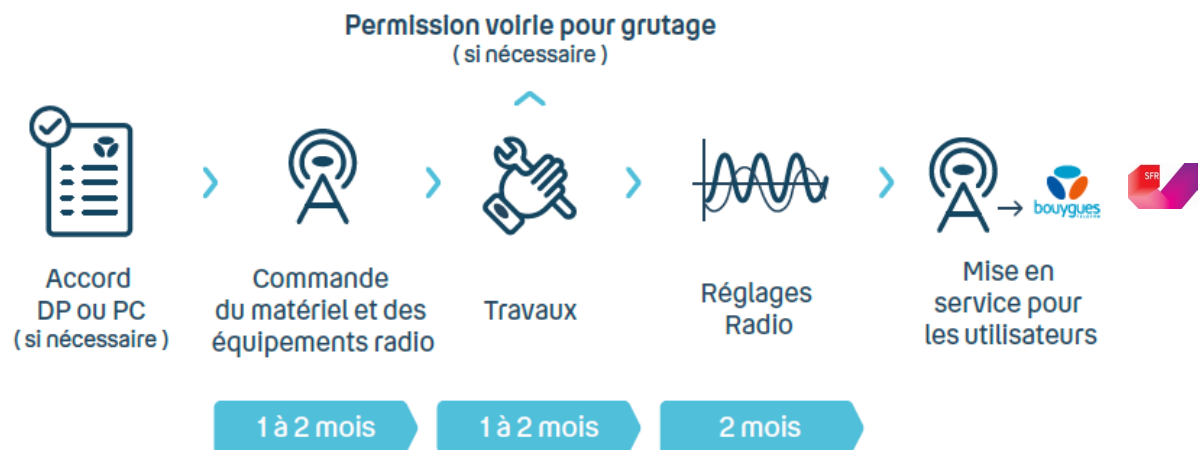 Permission voirie pour grutage
( si nécessaire )
Accord
DP ou PC
( si nécessaire )
Commande
du matériel et des
équipements radio
Travaux
Réglages
Radio
bouygues
TELECOM
SFR
Mise en
service pour
les utilisateurs
1 à 2 mois
1 à 2 mois
2 mois